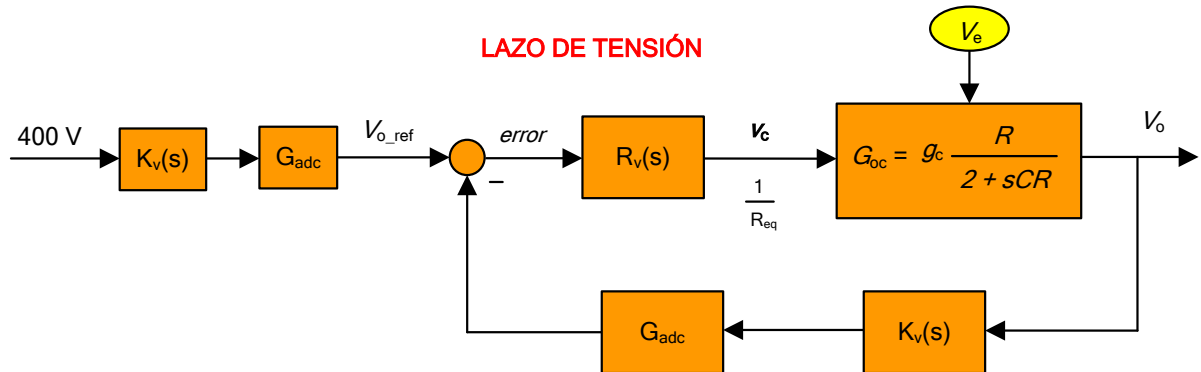 LAZO DE TENSIÓN
Ve
400 V
Kv(s)
Gadc
Vo_ref
error
–
Rv(s)
vc
1
Req
Goc = gc R
2 + sCR
Vo
Gadc
Kv(s)